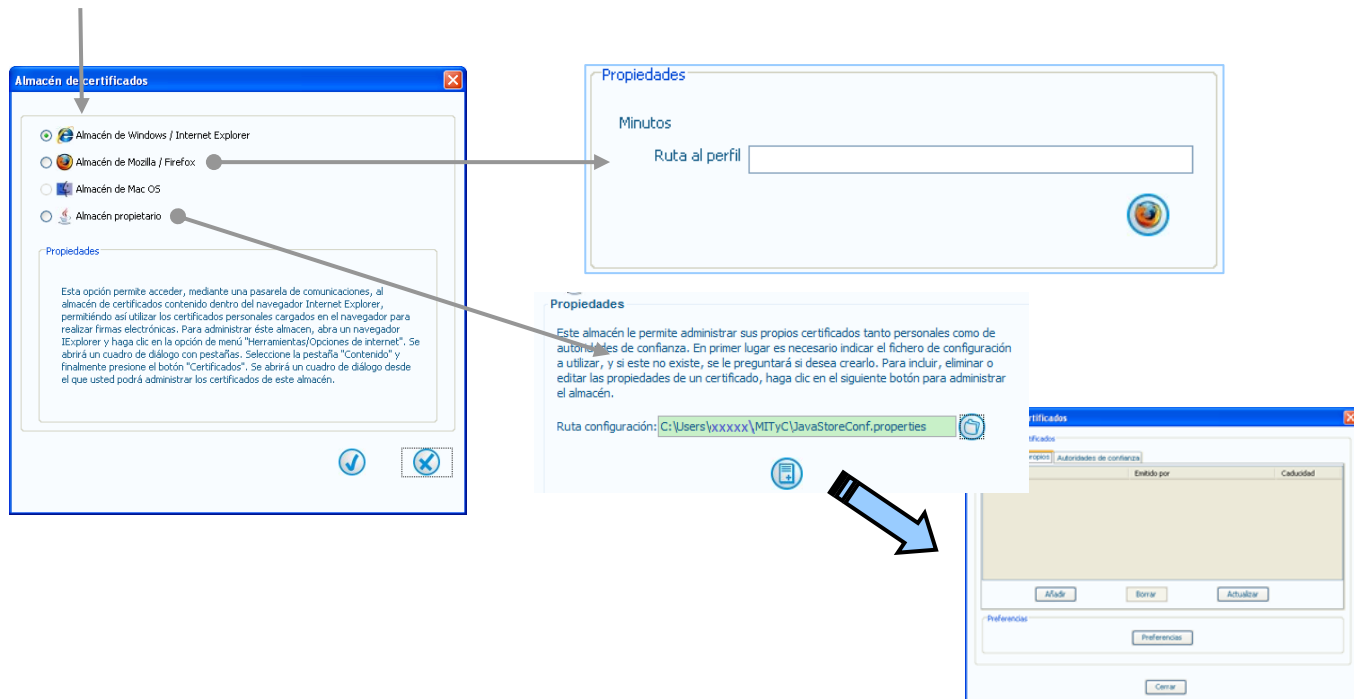 Almacén de certificados
Almacén de Windows / Internet Explorer
Almacén de Mozilla / Firefox
Almacén de Mac OS
Almacén propietario
Propiedades
Esta opción permite acceder, mediante una pasarela de comunicaciones, al
almacén de certificados contenido dentro del navegador Internet Explorer,
permitiéndo así utilizar los certificados personales cargados en el navegador para
realizar firmas electrónicas. Para administrar éste almacen, abra un navegador
IExplorer y haga clic en la opción de menú "Herramientas/Opciones de internet". Se
abrirá un cuadro de diálogo con pestañas. Seleccione la pestaña "Contenido" y
finalmente presione el botón "Certificados". Se abrirá un cuadro de diálogo desde
el que usted podrá administrar los certificados de este almacén.
Propiedades
Minutos
Ruta al perfil
Propiedades
Este almacén le permite administrar sus propios certificados tanto personales como de
autoridades de confianza. En primer lugar es necesario indicar el fichero de configuración
a utilizar, y si este no existe, se le preguntará si desea crearlo. Para incluir, eliminar o
editar las propiedades de un certificado, haga clic en el siguiente botón para administrar
el almacén.
Ruta configuración: C:\Users\xxxxx\MITyC\JavaStoreConf.properties
rtificados
tificados
ropios Autoridades de confianza
Emitido por Caducidad
Añadir Borrar Actualizar
Preferencias
Preferencias
Cerrar